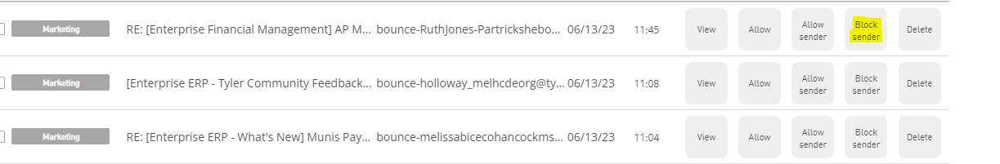 Marketing RE: [Enterprise Financial Management] AP M... bounce-RuthJones-Partrickshebo... 06/13/23 11:45 View Allow Allow sender Block sender Delete
Marketing [Enterprise ERP - Tyler Community Feedback... bounce-holloway_melhcdeorg@ty... 06/13/23 11:08 View Allow Allow sender Block sender Delete
Marketing RE: [Enterprise ERP - What's New] Munis Pay... bounce-melissabicecohancockms... 06/13/23 11:04 View Allow Allow sender Block sender Delete